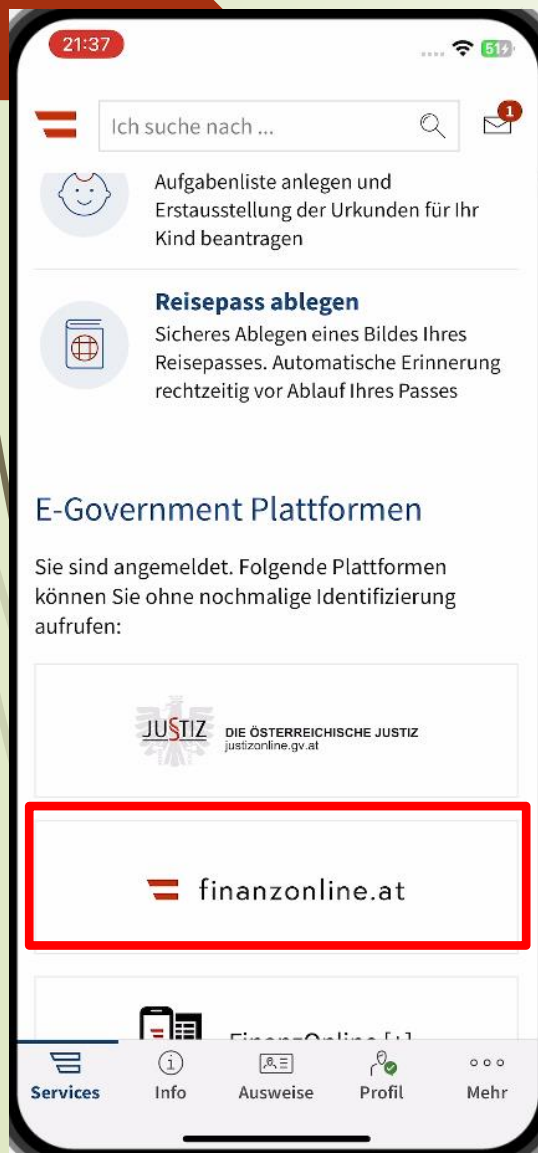 21:37
51
Ich suche nach ...
1
Aufgabenliste anlegen und
Erstausstellung der Urkunden für Ihr
Kind beantragen
Reisepass ablegen
Sicheres Ablegen eines Bildes Ihres
Reisepasses. Automatische Erinnerung
rechtzeitig vor Ablauf Ihres Passes
E-Government Plattformen
Sie sind angemeldet. Folgende Plattformen
können Sie ohne nochmalige Identifizierung
aufrufen:
JU§TIZ DIE ÖSTERREICHISCHE JUSTIZ
justizonline.gv.at
finanzonline.at
FinanzOnline [+]
Services Info Ausweise Profil Mehr